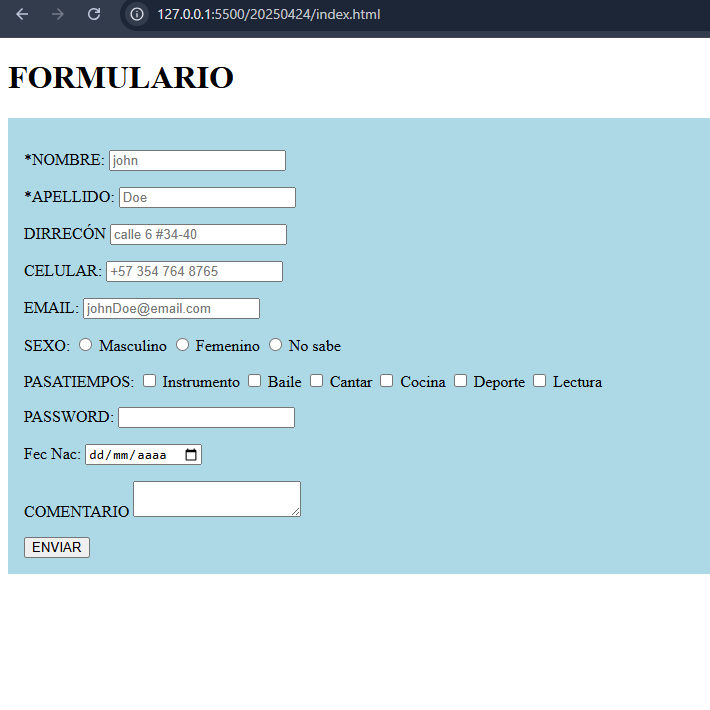 127.0.0.1:5500/20250424/index.html
FORMULARIO
*NOMBRE: john
*APELLIDO: Doe
DIRRECÓN calle 6 #34-40
CELULAR: +57 354 764 8765
EMAIL: johnDoe@email.com
SEXO: Masculino Femenino No sabe
PASATIEMPOS: Instrumento Baile Cantar Cocina Deporte Lectura
PASSWORD:
Fec Nac: dd/mm/aaaa
COMENTARIO
ENVIAR